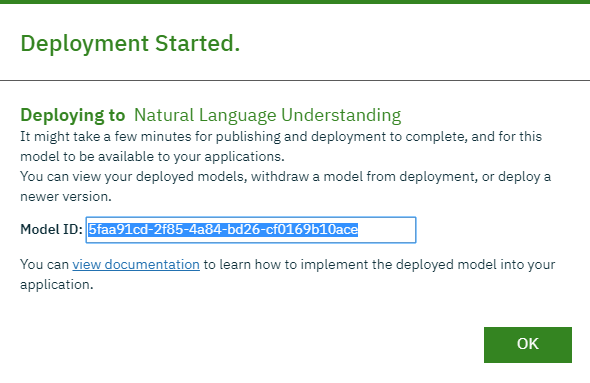 Deployment Started.
Deploying to Natural Language Understanding
It might take a few minutes for publishing and deployment to complete, and for this
model to be available to your applications.
You can view your deployed models, withdraw a model from deployment, or deploy a
newer version.
Model ID: 5faa91cd-2f85-4a84-bd26-cf0169b10ace
You can view documentation to learn how to implement the deployed model into your
application.
OK